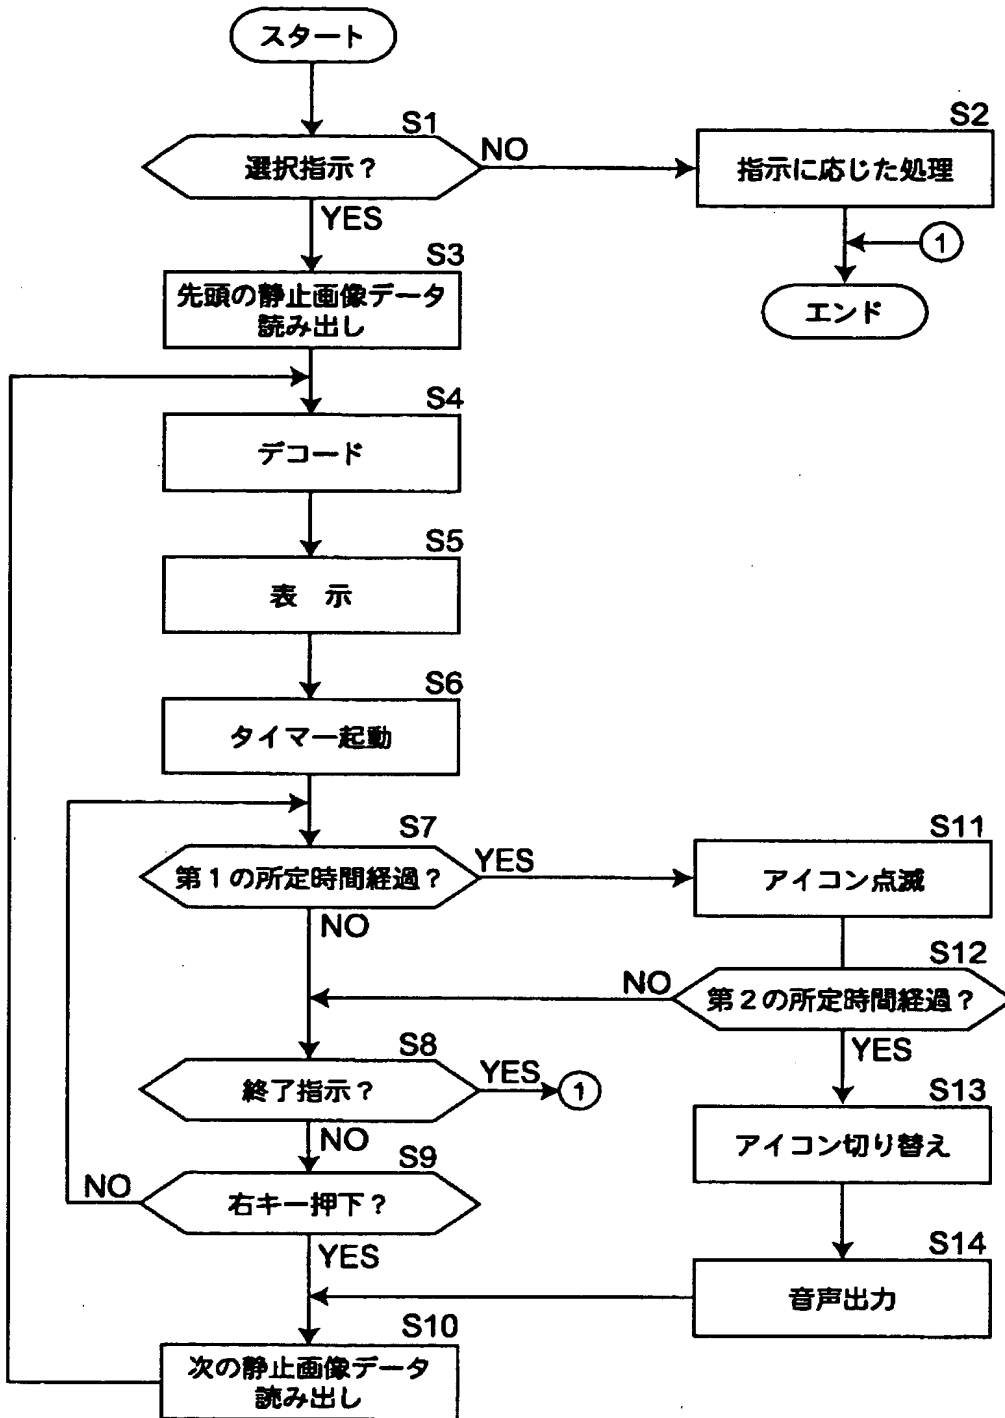 スタート
S1
選択指示？
NO
S2
指示に応じた処理
YES
1
エンド
S3
先頭の静止画像データ
読み出し
S4
デコード
S5
表　示
S6
タイマー起動
S7
第１の所定時間経過？
YES
S11
アイコン点滅
NO
S12
NO
第２の所定時間経過？
YES
S8
終了指示？
YES
1
NO
S13
アイコン切り替え
S9
NO
右キー押下？
YES
S14
音声出力
S10
次の静止画像データ
読み出し